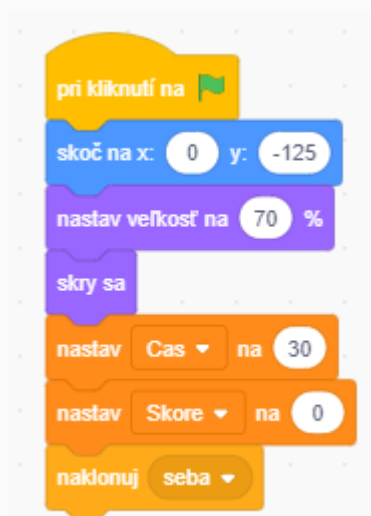 pri kliknutí na
skoč na x: 0 y: -125
nastav veľkosť na 70 %
skry sa
nastav Cas na 30
nastav Skore na 0
naklonuj seba